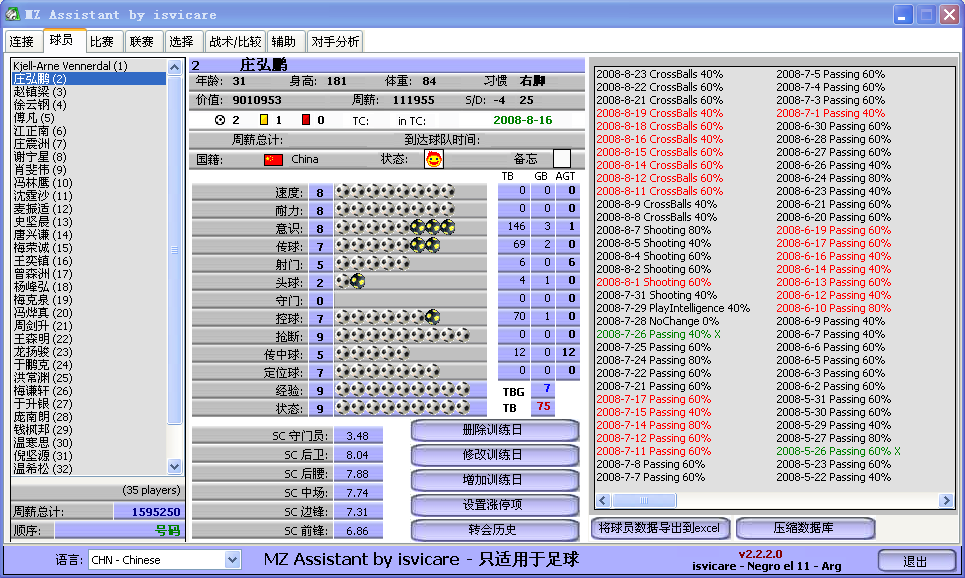 MZ Assistant by isvicare
连接 球员 比赛 联赛 选择 战术/比较 辅助 对手分析
Kjell-Arne Vennerdal (1)
庄弘鹏 (2)
赵镇梁 (3)
徐云钢 (4)
傅凡 (5)
江正南 (6)
庄震洲 (7)
谢宁星 (8)
肖斐伟 (9)
冯林鹰 (10)
沈霆沙 (11)
麦振适 (12)
史坚晨 (13)
唐兴谦 (14)
梅荣诚 (15)
王奕镇 (16)
曾森洲 (17)
杨峰弘 (18)
梅克泉 (19)
冯烨真 (20)
周剑升 (21)
王森明 (22)
龙扬骏 (23)
于鹏克 (24)
洪常渊 (25)
梅谦轩 (26)
于升银 (27)
庞南明 (28)
钱枫邦 (29)
温寒思 (30)
倪坚源 (31)
温希松 (32)
(35 players)
周薪总计: 1595250
顺序: 号码
2 庄弘鹏
年龄: 31 身高: 181 体重: 84 习惯 右脚
价值: 9010953 周薪: 111955 S/D: -4 25
2 1 0 TC: in TC: 2008-8-16
周薪总计: 到达球队时间:
国籍: China 状态: 备忘
TB GB AGT
速度: 8 0 0 0
耐力: 8 0 0 0
意识: 8 146 3 1
传球: 7 69 2 0
射门: 5 6 0 6
头球: 2 4 1 0
守门: 0 0 0 0
控球: 7 70 1 0
抢断: 9 0 0 0
传中球: 5 12 0 12
定位球: 7 0 0 0
经验: 9 TBG 7
状态: 9 TB 75
SC 守门员: 3.48
SC 后卫: 8.04
SC 后腰: 7.88
SC 中场: 7.74
SC 边锋: 7.31
SC 前锋: 6.86
删除训练日
修改训练日
增加训练日
设置涨停项
转会历史
2008-8-23 CrossBalls 40%
2008-8-22 CrossBalls 60%
2008-8-21 CrossBalls 60%
2008-8-19 CrossBalls 40%
2008-8-18 CrossBalls 60%
2008-8-16 CrossBalls 40%
2008-8-15 CrossBalls 60%
2008-8-14 CrossBalls 60%
2008-8-12 CrossBalls 60%
2008-8-11 CrossBalls 60%
2008-8-9 CrossBalls 40%
2008-8-8 CrossBalls 40%
2008-8-7 Shooting 80%
2008-8-5 Shooting 40%
2008-8-4 Shooting 60%
2008-8-2 Shooting 60%
2008-8-1 Shooting 60%
2008-7-31 Shooting 40%
2008-7-29 PlayIntelligence 40%
2008-7-28 NoChange 0%
2008-7-26 Passing 40% X
2008-7-25 Passing 60%
2008-7-24 Passing 80%
2008-7-22 Passing 60%
2008-7-21 Passing 60%
2008-7-17 Passing 60%
2008-7-15 Passing 40%
2008-7-14 Passing 80%
2008-7-12 Passing 60%
2008-7-11 Passing 60%
2008-7-8 Passing 60%
2008-7-7 Passing 60%
2008-7-5 Passing 60%
2008-7-4 Passing 60%
2008-7-3 Passing 60%
2008-7-1 Passing 40%
2008-6-30 Passing 60%
2008-6-28 Passing 60%
2008-6-27 Passing 60%
2008-6-26 Passing 60%
2008-6-24 Passing 40%
2008-6-23 Passing 40%
2008-6-21 Passing 60%
2008-6-20 Passing 60%
2008-6-19 Passing 60%
2008-6-17 Passing 60%
2008-6-16 Passing 40%
2008-6-14 Passing 40%
2008-6-13 Passing 60%
2008-6-12 Passing 40%
2008-6-10 Passing 80%
2008-6-9 Passing 40%
2008-6-7 Passing 40%
2008-6-6 Passing 60%
2008-6-5 Passing 60%
2008-6-3 Passing 60%
2008-6-2 Passing 60%
2008-5-31 Passing 60%
2008-5-30 Passing 60%
2008-5-29 Passing 40%
2008-5-27 Passing 80%
2008-5-26 Passing 60% X
2008-5-23 Passing 60%
2008-5-22 Passing 40%
将球员数据导出到excel 压缩数据库
语言: CHN - Chinese MZ Assistant by isvicare - 只适用于足球
v2.2.2.0
isvicare - Negro el 11 - Arg
退出